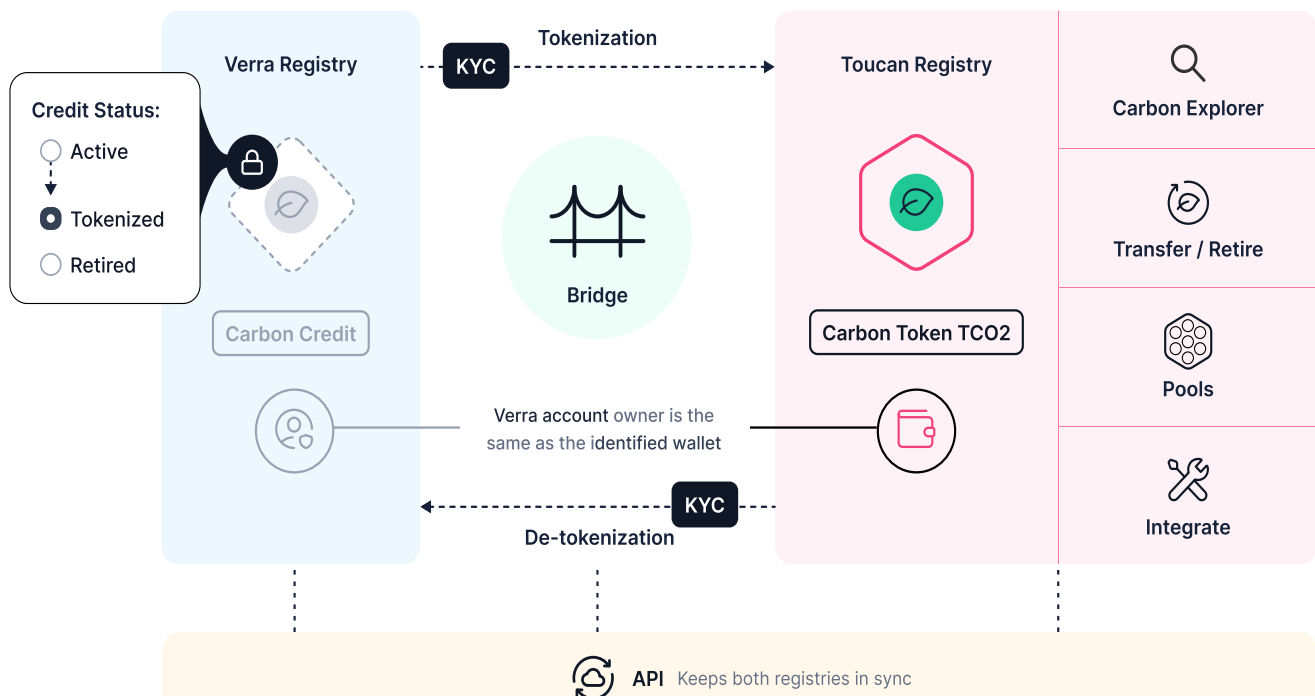 Tokenization
Verra Registry
KYC
Toucan Registry
Carbon Explorer
Credit Status:
Active
Tokenized
Retired
Transfer / Retire
Bridge
Carbon Credit
Carbon Token TCO2
Pools
Verra account owner is the
same as the identified wallet
KYC
De-tokenization
Integrate
API Keeps both registries in sync